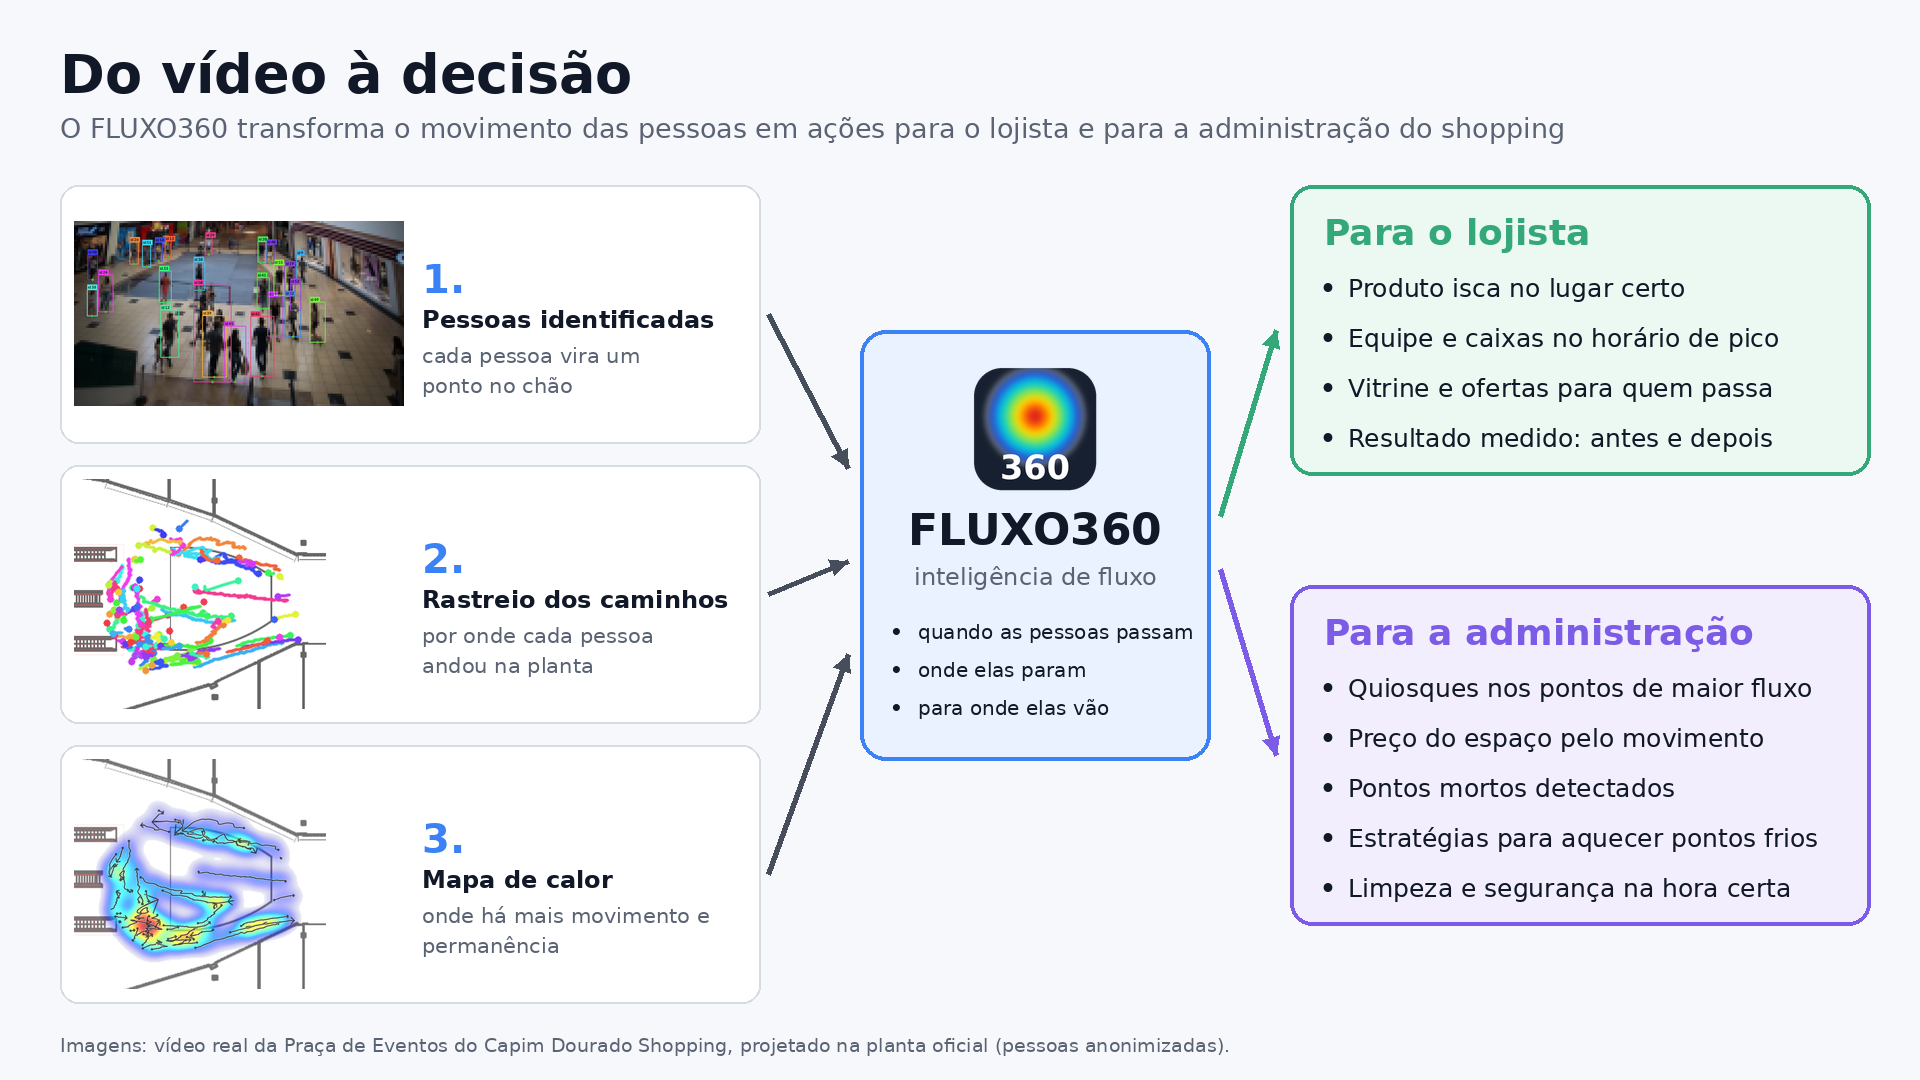 Do vídeo à decisão
O FLUXO360 transforma o movimento das pessoas em ações para o lojista e para a administração do shopping
1.
Pessoas identificadas
cada pessoa vira um
ponto no chão
2.
Rastreio dos caminhos
por onde cada pessoa
andou na planta
3.
Mapa de calor
onde há mais movimento e
permanência
360
FLUXO360
inteligência de fluxo
• quando as pessoas passam
• onde elas param
• para onde elas vão
Para o lojista
• Produto isca no lugar certo
• Equipe e caixas no horário de pico
• Vitrine e ofertas para quem passa
• Resultado medido: antes e depois
Para a administração
• Quiosques nos pontos de maior fluxo
• Preço do espaço pelo movimento
• Pontos mortos detectados
• Estratégias para aquecer pontos frios
• Limpeza e segurança na hora certa
Imagens: vídeo real da Praça de Eventos do Capim Dourado Shopping, projetado na planta oficial (pessoas anonimizadas).